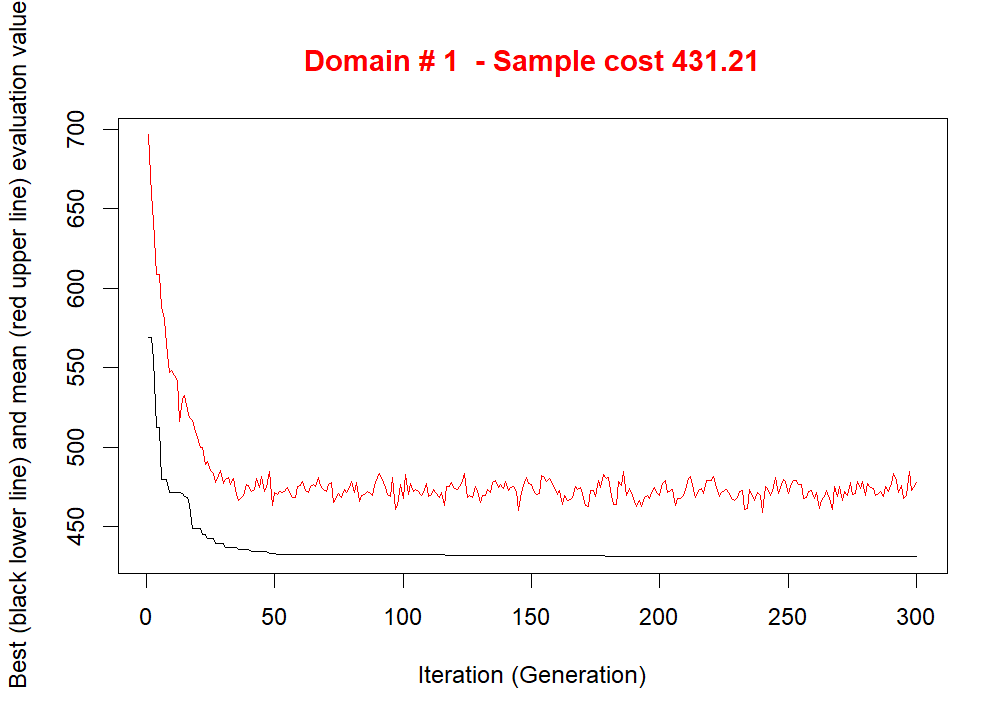 Domain # 1  - Sample cost 431.21
Best (black lower line) and mean (red upper line) evaluation value
700
650
600
550
500
450
0 50 100 150 200 250 300
Iteration (Generation)